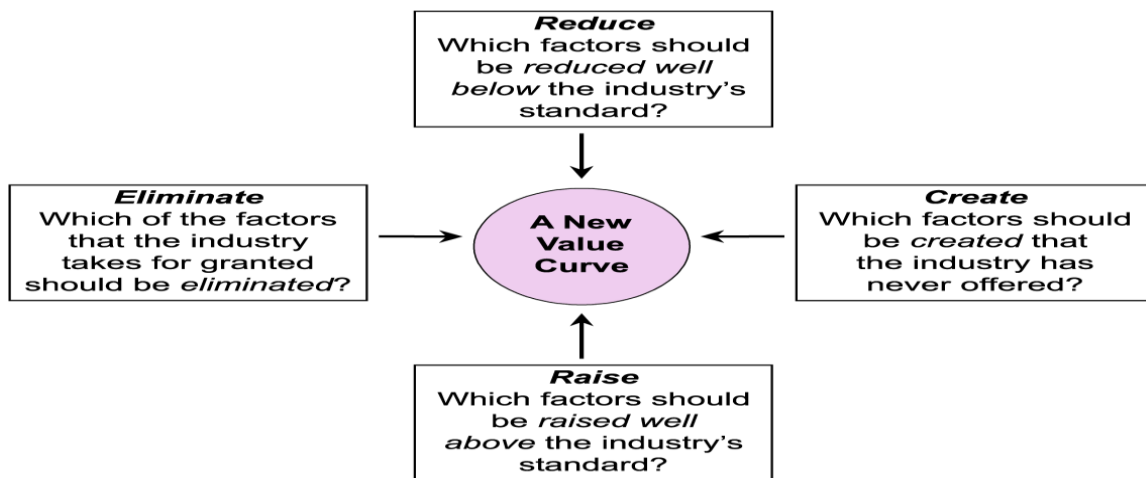 Reduce
Which factors should
be reduced well
below the industry's
standard?
Eliminate
Which of the factors
that the industry
takes for granted
should be eliminated?
A New
Value
Curve
Create
Which factors should
be created that
the industry has
never offered?
Raise
Which factors should
be raised well
above the industry's
standard?